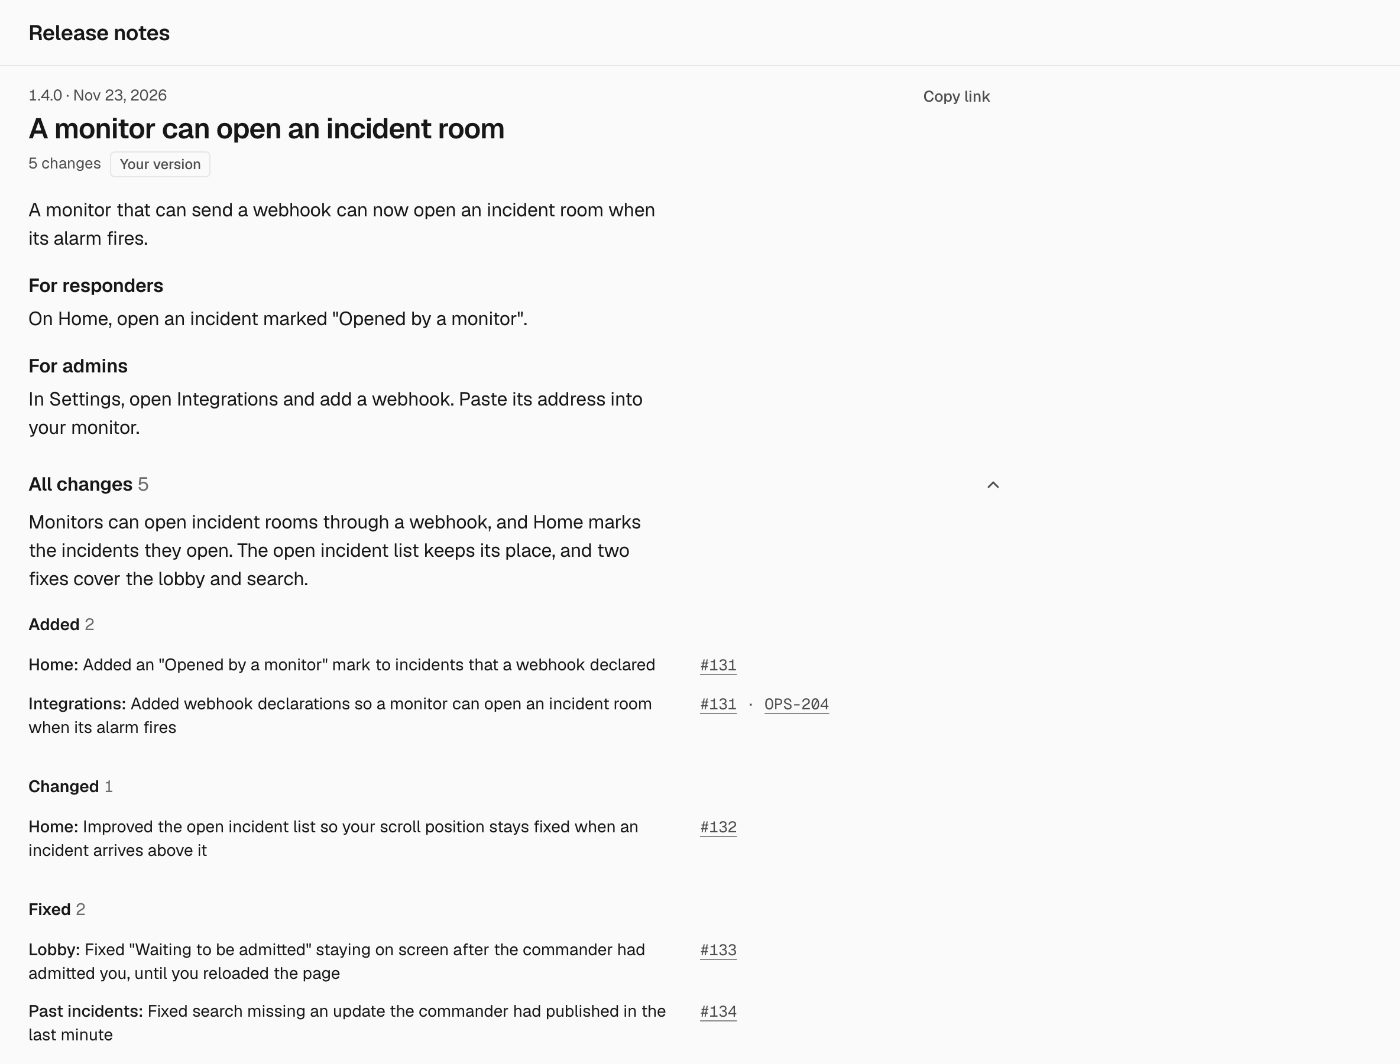 Release notes
1.4.0 · Nov 23, 2026
Copy link
A monitor can open an incident room
5 changes Your version
A monitor that can send a webhook can now open an incident room when
its alarm fires.
For responders
On Home, open an incident marked "Opened by a monitor".
For admins
In Settings, open Integrations and add a webhook. Paste its address into
your monitor.
All changes 5
Monitors can open incident rooms through a webhook, and Home marks
the incidents they open. The open incident list keeps its place, and two
fixes cover the lobby and search.
Added 2
Home: Added an "Opened by a monitor" mark to incidents that a webhook declared #131
Integrations: Added webhook declarations so a monitor can open an incident room #131 · OPS-204
when its alarm fires
Changed 1
Home: Improved the open incident list so your scroll position stays fixed when an #132
incident arrives above it
Fixed 2
Lobby: Fixed "Waiting to be admitted" staying on screen after the commander had #133
admitted you, until you reloaded the page
Past incidents: Fixed search missing an update the commander had published in the #134
last minute